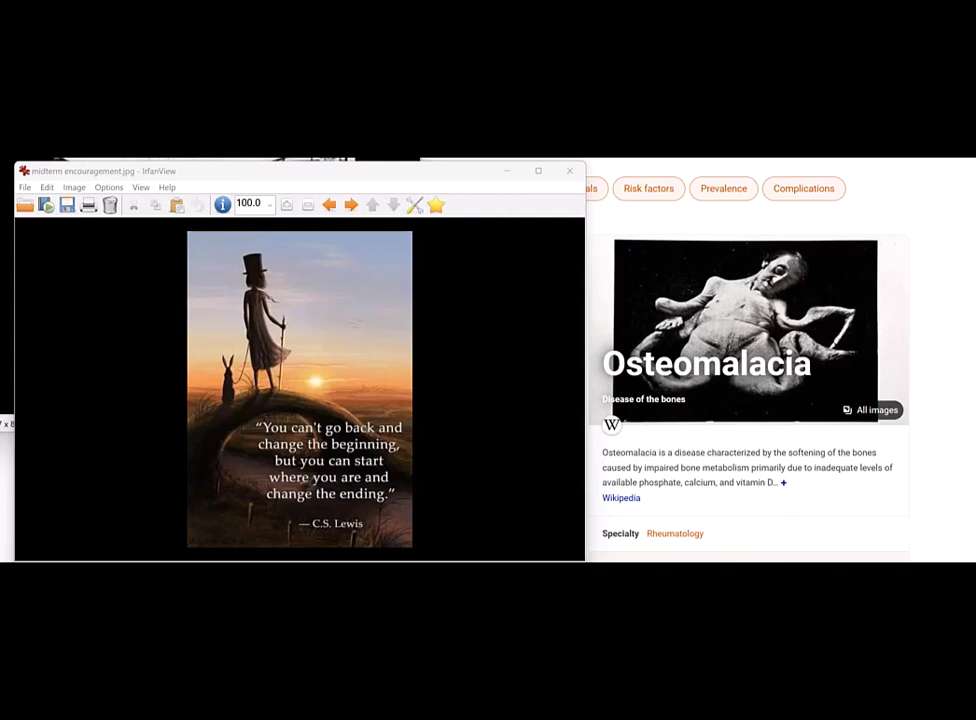 midterm encouragement.jpg - IrfanView
File Edit Image Options View Help
100.0
“You can't go back and
change the beginning,
but you can start
where you are and
change the ending.”
— C.S. Lewis
als Risk factors Prevalence Complications
Osteomalacia
Disease of the bones
All images
W
Osteomalacia is a disease characterized by the softening of the bones
caused by impaired bone metabolism primarily due to inadequate levels of
available phosphate, calcium, and vitamin D... +
Wikipedia
Specialty Rheumatology
7 x 8